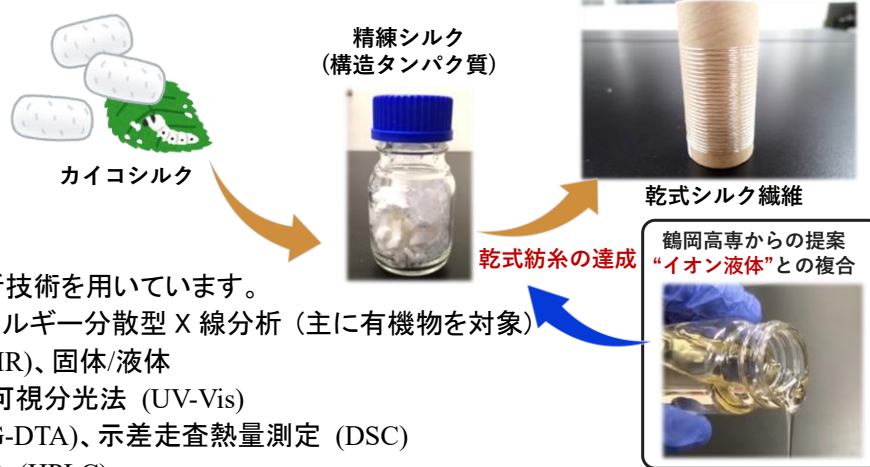 精練シルク
(構造タンパク質)
カイコシルク
乾式シルク繊維
鶴岡高専からの提案
“イオン液体”との複合
乾式紡糸の達成
技術を用いています。
ルギー分散型 X 線分析 (主に有機物を対象)
、固体/液体
可視分光法 (UV-Vis)
G-DTA)、示差走査熱量測定 (DSC)